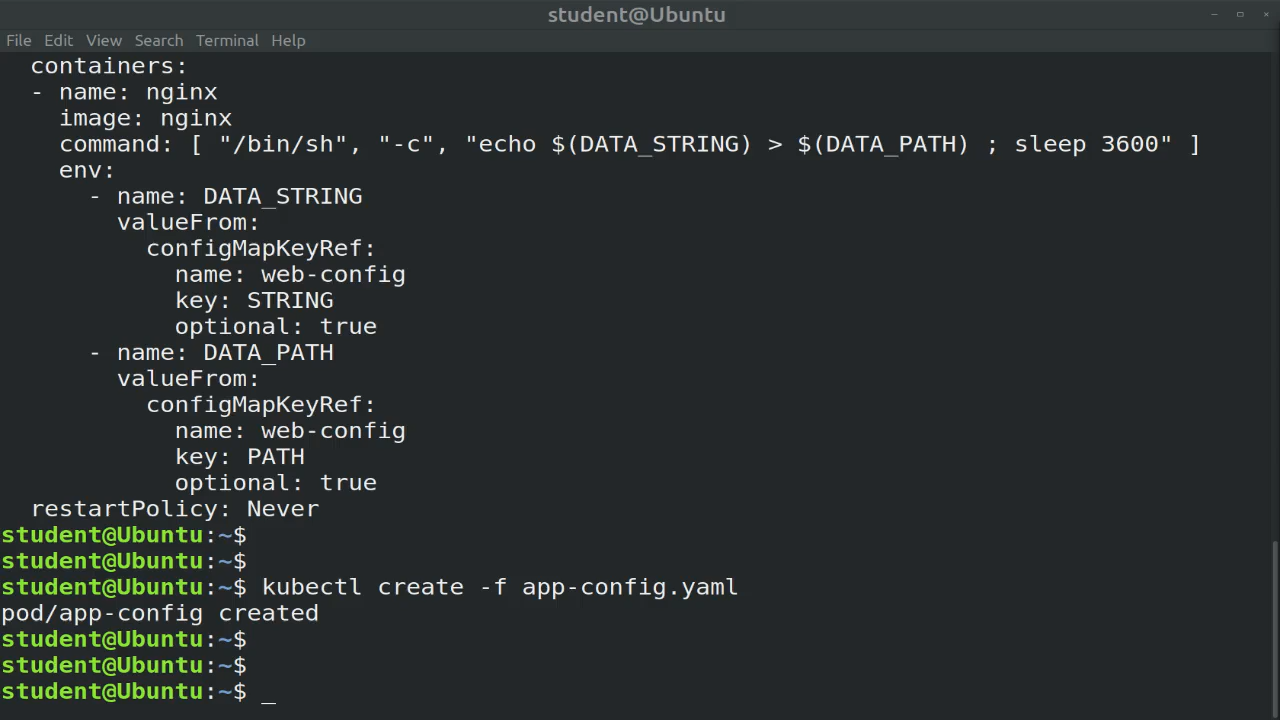 student@Ubuntu
File Edit View Search Terminal Help
containers:
- name: nginx
image: nginx
command: [ "/bin/sh", "-c", "echo $(DATA_STRING) > $(DATA_PATH) ; sleep 3600" ]
env:
- name: DATA_STRING
valueFrom:
configMapKeyRef:
name: web-config
key: STRING
optional: true
- name: DATA_PATH
valueFrom:
configMapKeyRef:
name: web-config
key: PATH
optional: true
restartPolicy: Never
student@Ubuntu:~$
student@Ubuntu:~$
student@Ubuntu:~$ kubectl create -f app-config.yaml
pod/app-config created
student@Ubuntu:~$
student@Ubuntu:~$
student@Ubuntu:~$ _